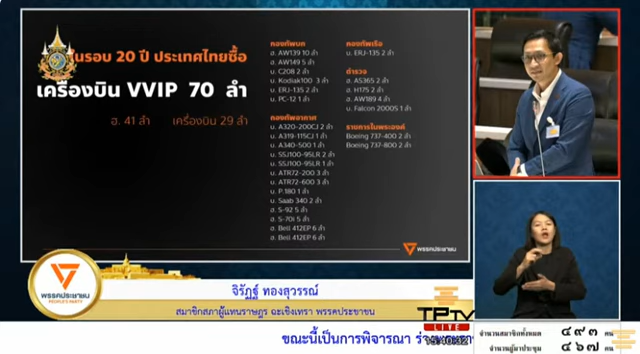 ในรอบ 20 ปี ประเทศไทยซื้อ
เครื่องบิน VVIP 70 ลำ
ฮ. 41 ลำ เครื่องบิน 29 ลำ
กองทัพบก
ฮ. AW139 10 ลำ
ฮ. AW149 5 ลำ
บ. C208 2 ลำ
บ. Kodiak100 3 ลำ
บ. ERJ-135 2 ลำ
บ. PC-12 1 ลำ
กองทัพอากาศ
บ. A320-200CJ 2 ลำ
บ. A319-115CJ 1 ลำ
บ. A340-500 1 ลำ
บ. SSJ100-95LR 2 ลำ
บ. SSJ100-95LR 1 ลำ
บ. ATR72-200 3 ลำ
บ. ATR72-600 3 ลำ
บ. P.180 1 ลำ
บ. Saab 340 2 ลำ
ฮ. S-92 5 ลำ
ฮ. S-70i 5 ลำ
ฮ. Bell 412EP 6 ลำ
ฮ. Bell 412EP 6 ลำ
กองทัพเรือ
บ. ERJ-135 2 ลำ
ตำรวจ
ฮ. AS365 2 ลำ
ฮ. H175 2 ลำ
ฮ. AW189 4 ลำ
บ. Falcon 2000S 1 ลำ
ราชการในพระองค์
Boeing 737-400 2 ลำ
Boeing 737-800 2 ลำ
พรรคประชาชน
พรรคประชาชน
PEOPLE'S PARTY
จิรัฏฐ์ ทองสุวรรณ์
สมาชิกสภาผู้แทนราษฎร ฉะเชิงเทรา พรรคประชาชน
TPTV
LIVE
15:40:32
ขณะนี้เป็นการพิจารณา
จำนวนสมาชิกทั้งหมด ๔๙๓ คน
จำนวนผู้มาประชุม ๔๖๗ คน